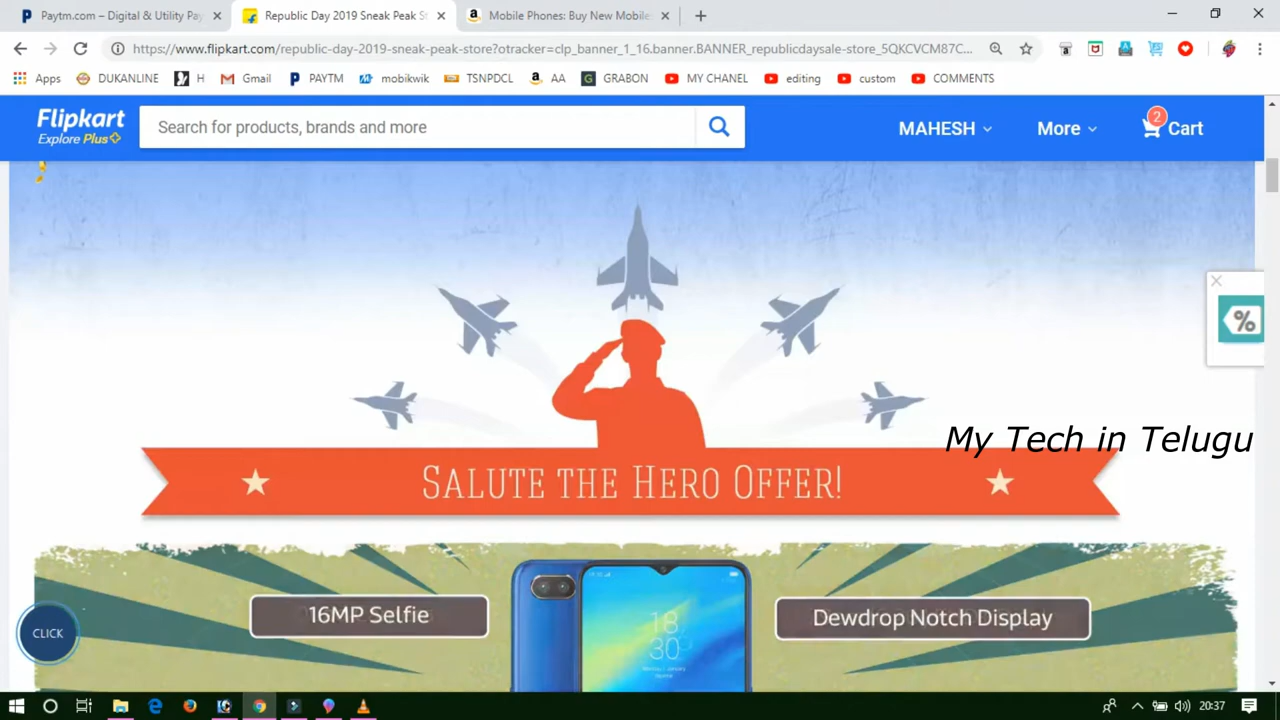 Paytm.com – Digital & Utility Pay
Republic Day 2019 Sneak Peak S
Mobile Phones: Buy New Mobile
https://www.flipkart.com/republic-day-2019-sneak-peak-store?otracker=clp_banner_1_16.banner.BANNER_republicdaysale-store_5QKCVCM87C...
Apps DUKANLINE H Gmail PAYTM mobikwik TSNPDCL AA GRABON MY CHANEL editing custom COMMENTS
Flipkart
Explore Plus
Search for products, brands and more
MAHESH
More
2
Cart
%
My Tech in Telugu
SALUTE THE HERO OFFER!
16MP Selfie
Dewdrop Notch Display
18
30
CLICK
20:37